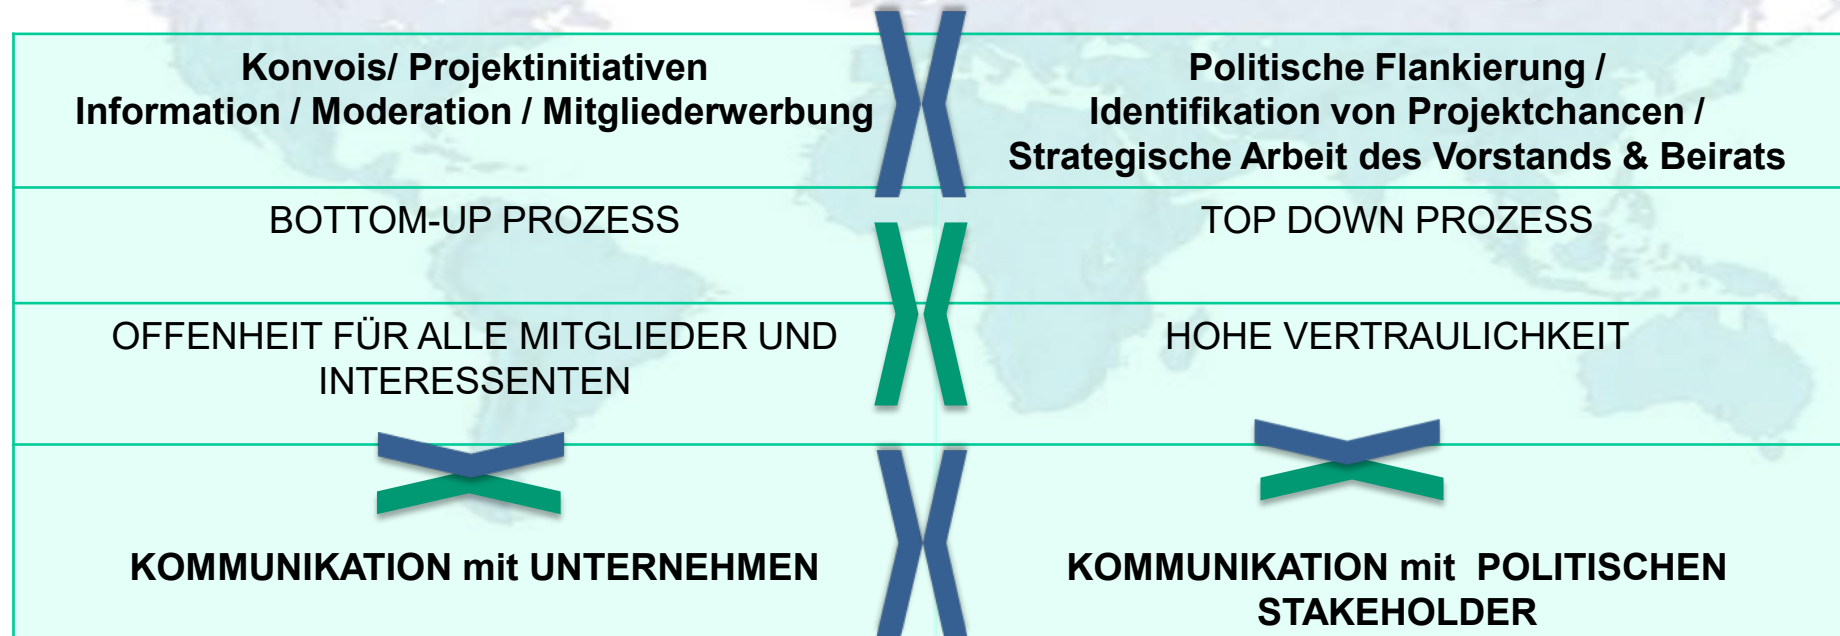 Konvois/ Projektinitiativen
Information / Moderation / Mitgliederwerbung
Politische Flankierung /
Identifikation von Projektchancen /
Strategische Arbeit des Vorstands & Beirats
BOTTOM-UP PROZESS
TOP DOWN PROZESS
OFFENHEIT FÜR ALLE MITGLIEDER UND
INTERESSENTEN
HOHE VERTRAULICHKEIT
KOMMUNIKATION mit UNTERNEHMEN
KOMMUNIKATION mit POLITISCHEN
STAKEHOLDER